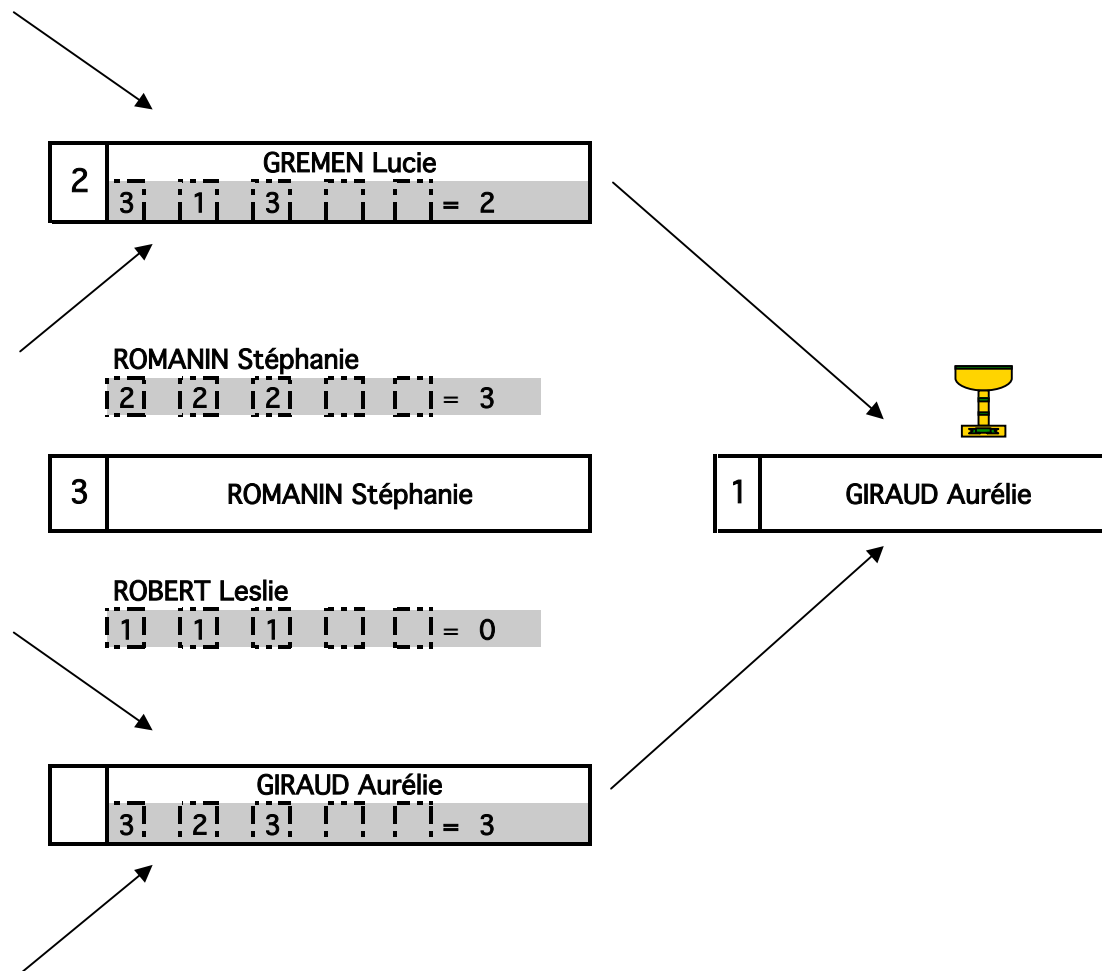 GREMEN Lucie
2
3 1 3 = 2
ROMANIN Stéphanie
2 2 2 = 3
3 ROMANIN Stéphanie
1 GIRAUD Aurélie
ROBERT Leslie
1 1 1 = 0
GIRAUD Aurélie
3 2 3 = 3